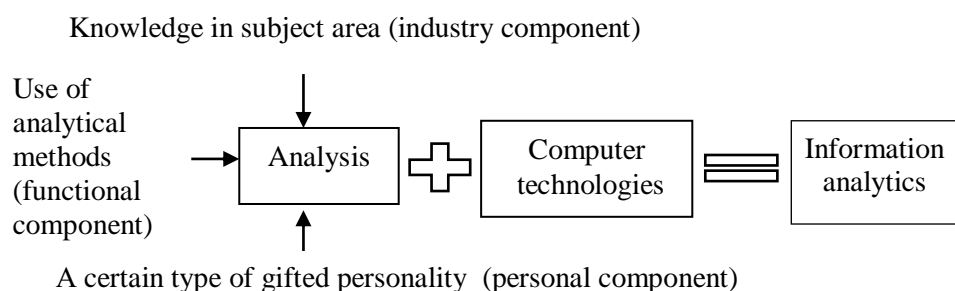 Knowledge in subject area (industry component)
Use of
analytical
methods
(functional
component)
Analysis
Computer
technologies
Information
analytics
A certain type of gifted personality (personal component)